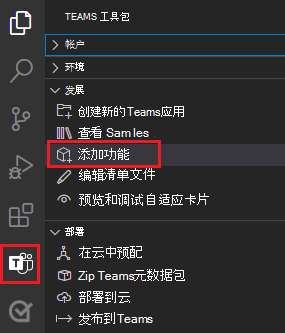 TEAMS 工具包
帐户
环境
发展
创建新的Teams应用
查看 Samles
添加功能
编辑清单文件
预览和调试自适应卡片
部署
在云中预配
Zip Teams元数据包
部署到云
发布到Teams